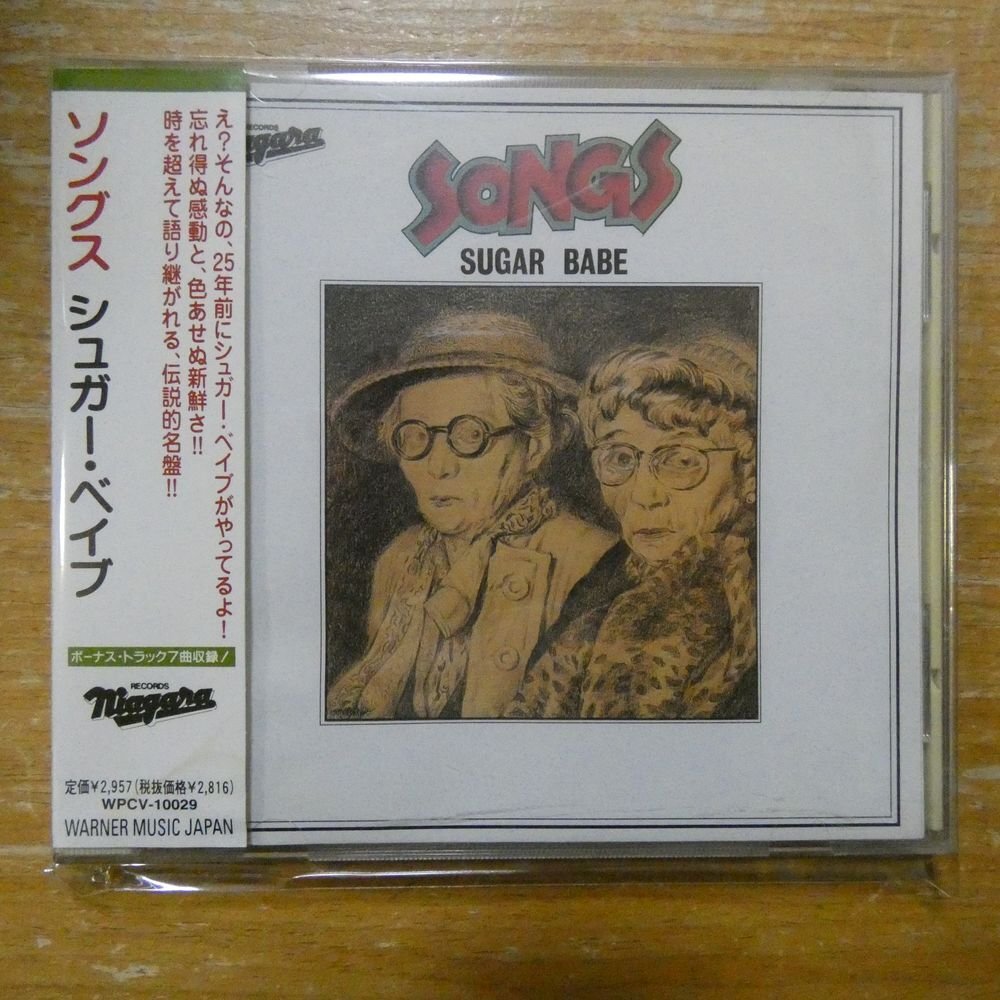 ソングス シュガー・ベイブ
え?そんなの、25年前にシュガー・ベイブがやってるよ!
忘れ得ぬ感動と、色あせぬ新鮮さ!!
時を超えて語り継がれる、伝説的名盤!!
ボーナス・トラック7曲収録!
RECORDS
Niagara
定価¥2,957(税抜価格¥2,816)
WPCV-10029
WARNER MUSIC JAPAN
SONGS
SUGAR BABE